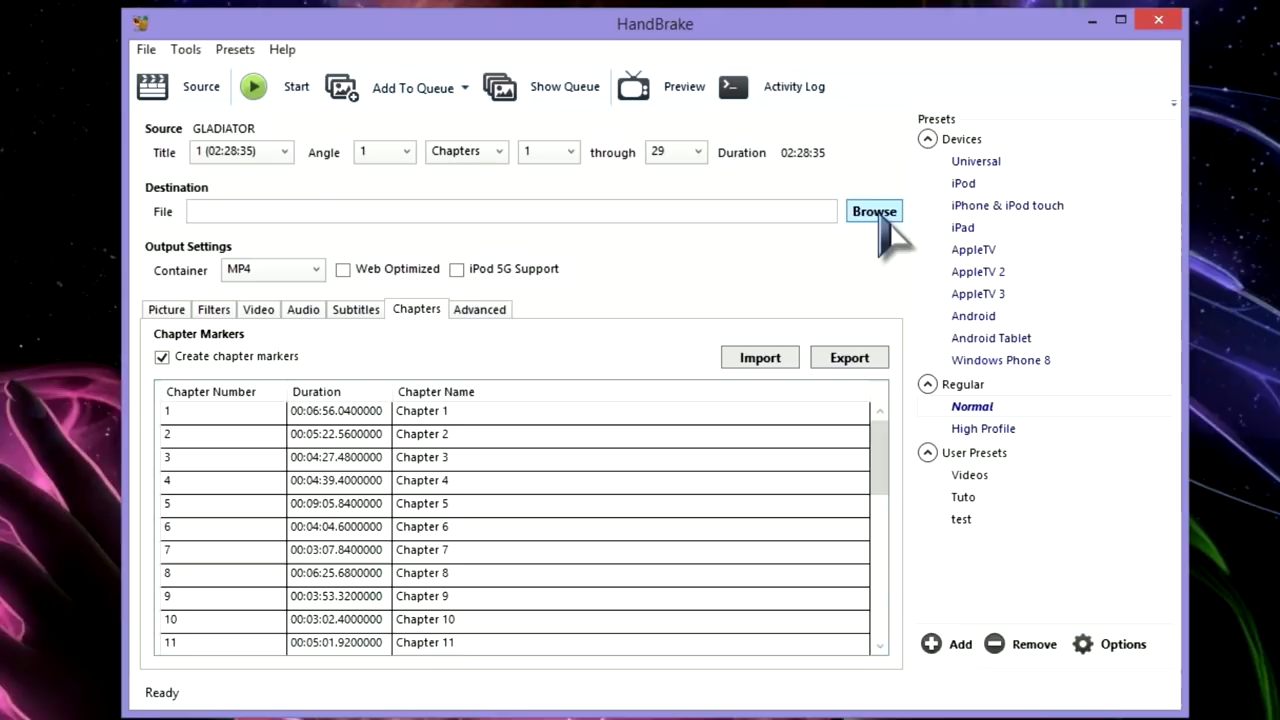 HandBrake
File Tools Presets Help
Source Start Add To Queue Show Queue Preview Activity Log
Source GLADIATOR
Title 1 (02:28:35) Angle 1 Chapters 1 through 29 Duration 02:28:35
Destination
File Browse
Output Settings
Container MP4 Web Optimized iPod 5G Support
Picture Filters Video Audio Subtitles Chapters Advanced
Chapter Markers
Create chapter markers Import Export
Chapter Number Duration Chapter Name
1 00:06:56.0400000 Chapter 1
2 00:05:22.5600000 Chapter 2
3 00:04:27.4800000 Chapter 3
4 00:04:39.4000000 Chapter 4
5 00:09:05.8400000 Chapter 5
6 00:04:04.6000000 Chapter 6
7 00:03:07.8400000 Chapter 7
8 00:06:25.6800000 Chapter 8
9 00:03:53.3200000 Chapter 9
10 00:03:02.4000000 Chapter 10
11 00:05:01.9200000 Chapter 11
Presets
Devices
Universal
iPod
iPhone & iPod touch
iPad
AppleTV
AppleTV 2
AppleTV 3
Android
Android Tablet
Windows Phone 8
Regular
Normal
High Profile
User Presets
Videos
Tuto
test
Add Remove Options
Ready